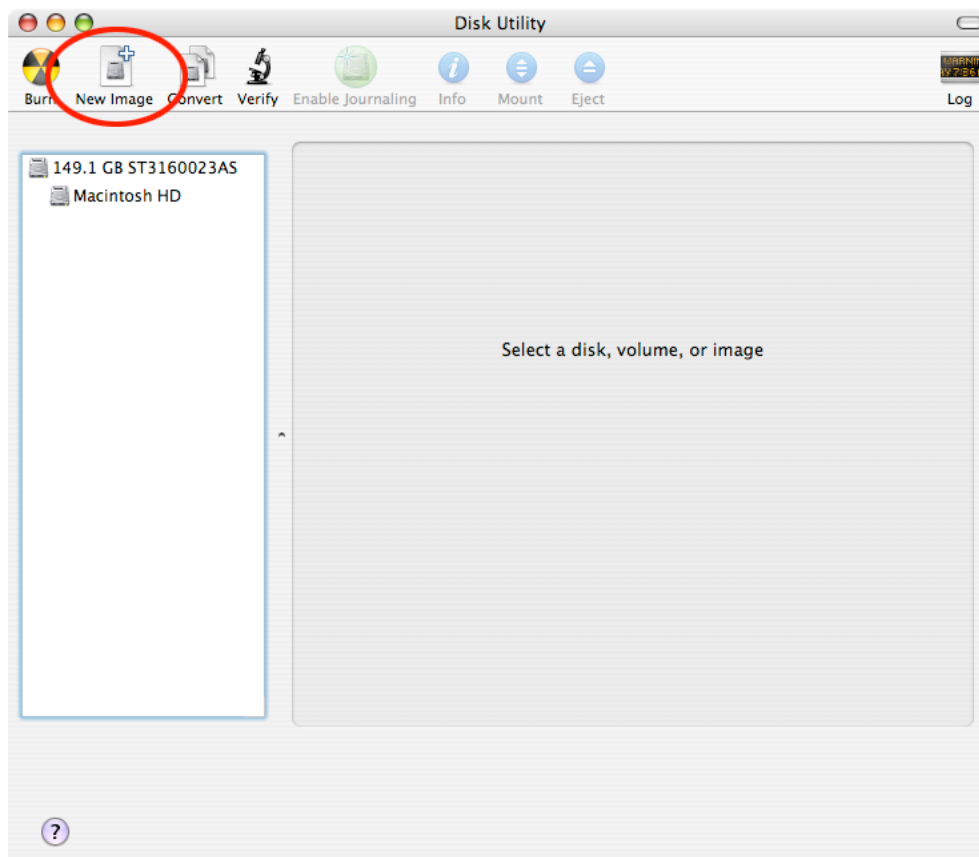 Disk Utility
Burn New Image Convert Verify Enable Journaling Info Mount Eject Log
149.1 GB ST3160023AS
Macintosh HD
Select a disk, volume, or image
?